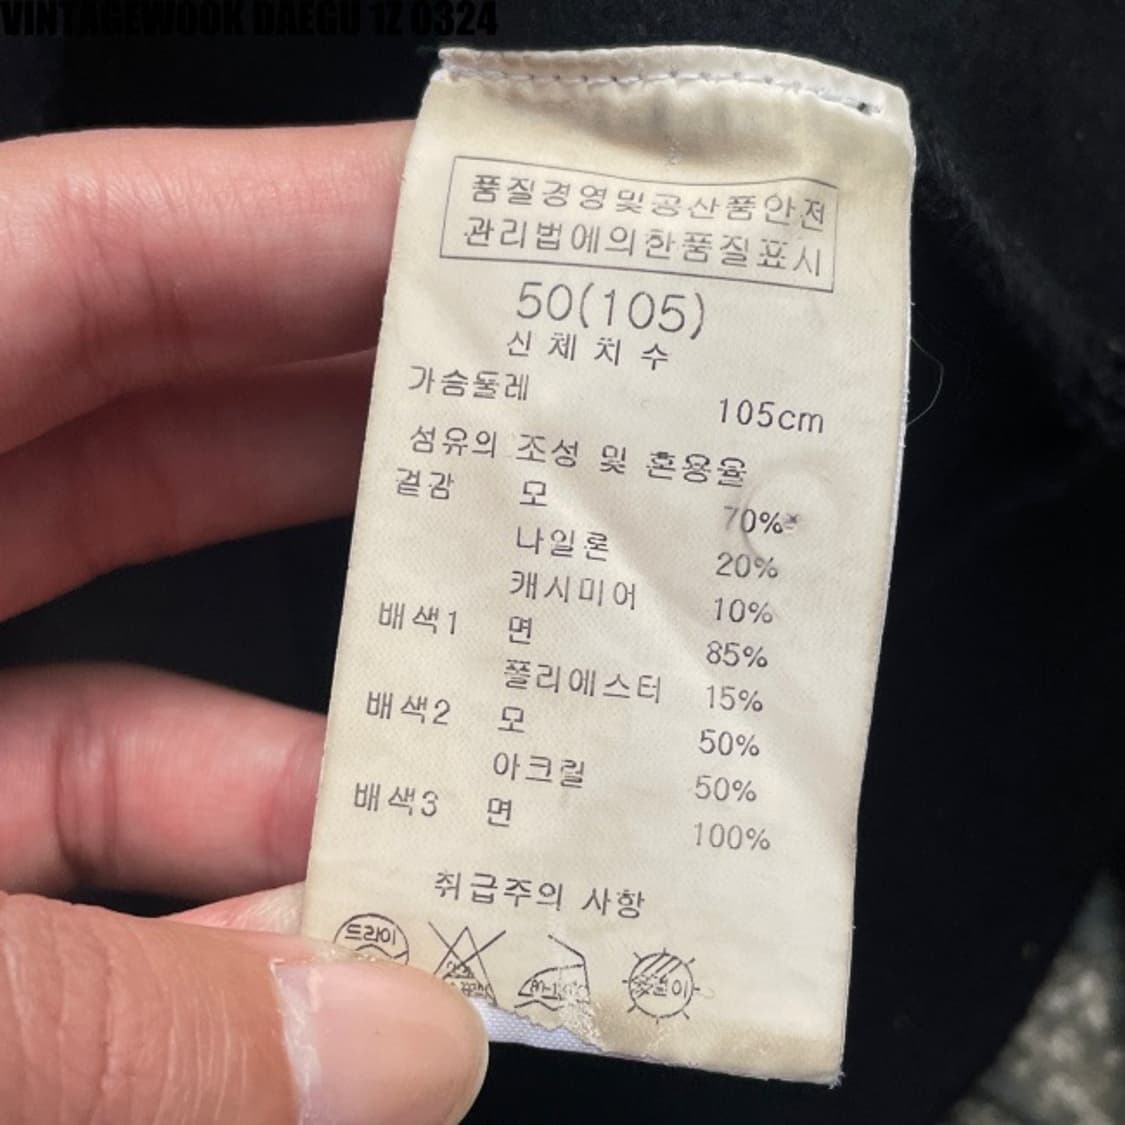 VINTAGEWOOK DAEGU 1Z 0324
품질경영및공산품안전
관리법에의한품질표시
50(105)
신체치수
가슴둘레 105cm
섬유의 조성 및 혼용율
겉감 모 70%
나일론 20%
캐시미어 10%
배색1 면 85%
폴리에스터 15%
배색2 모 50%
아크릴 50%
배색3 면 100%
취급주의 사항
드라이